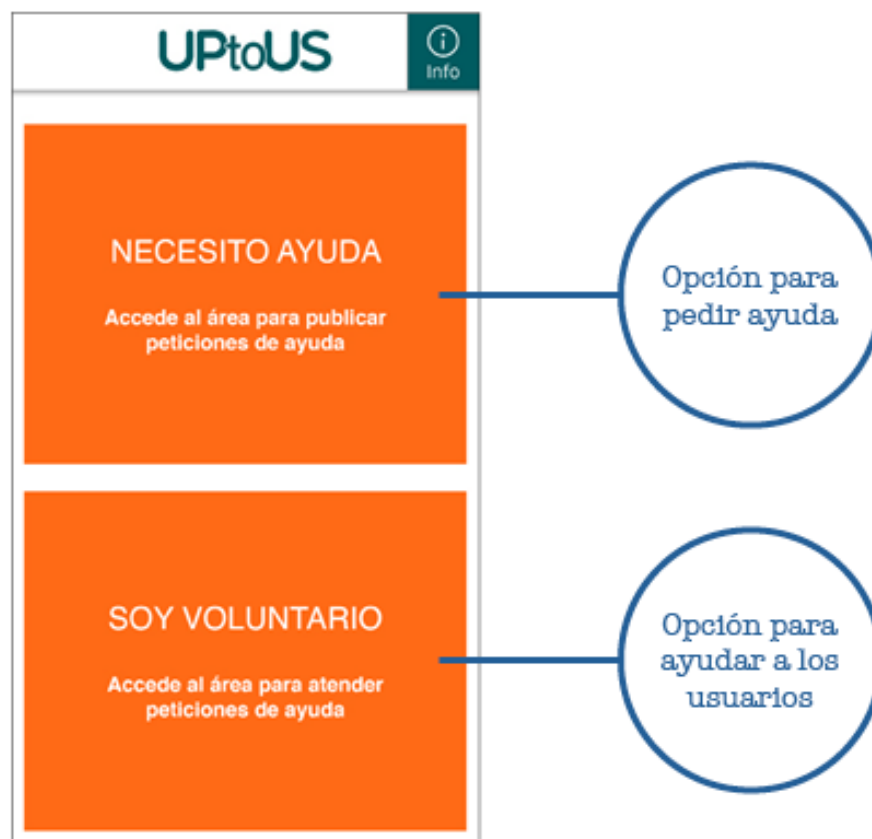 UPtoUS
Info
NECESITO AYUDA
Accede al área para publicar
peticiones de ayuda
Opción para
pedir ayuda
SOY VOLUNTARIO
Accede al área para atender
peticiones de ayuda
Opción para
ayudar a los
usuarios